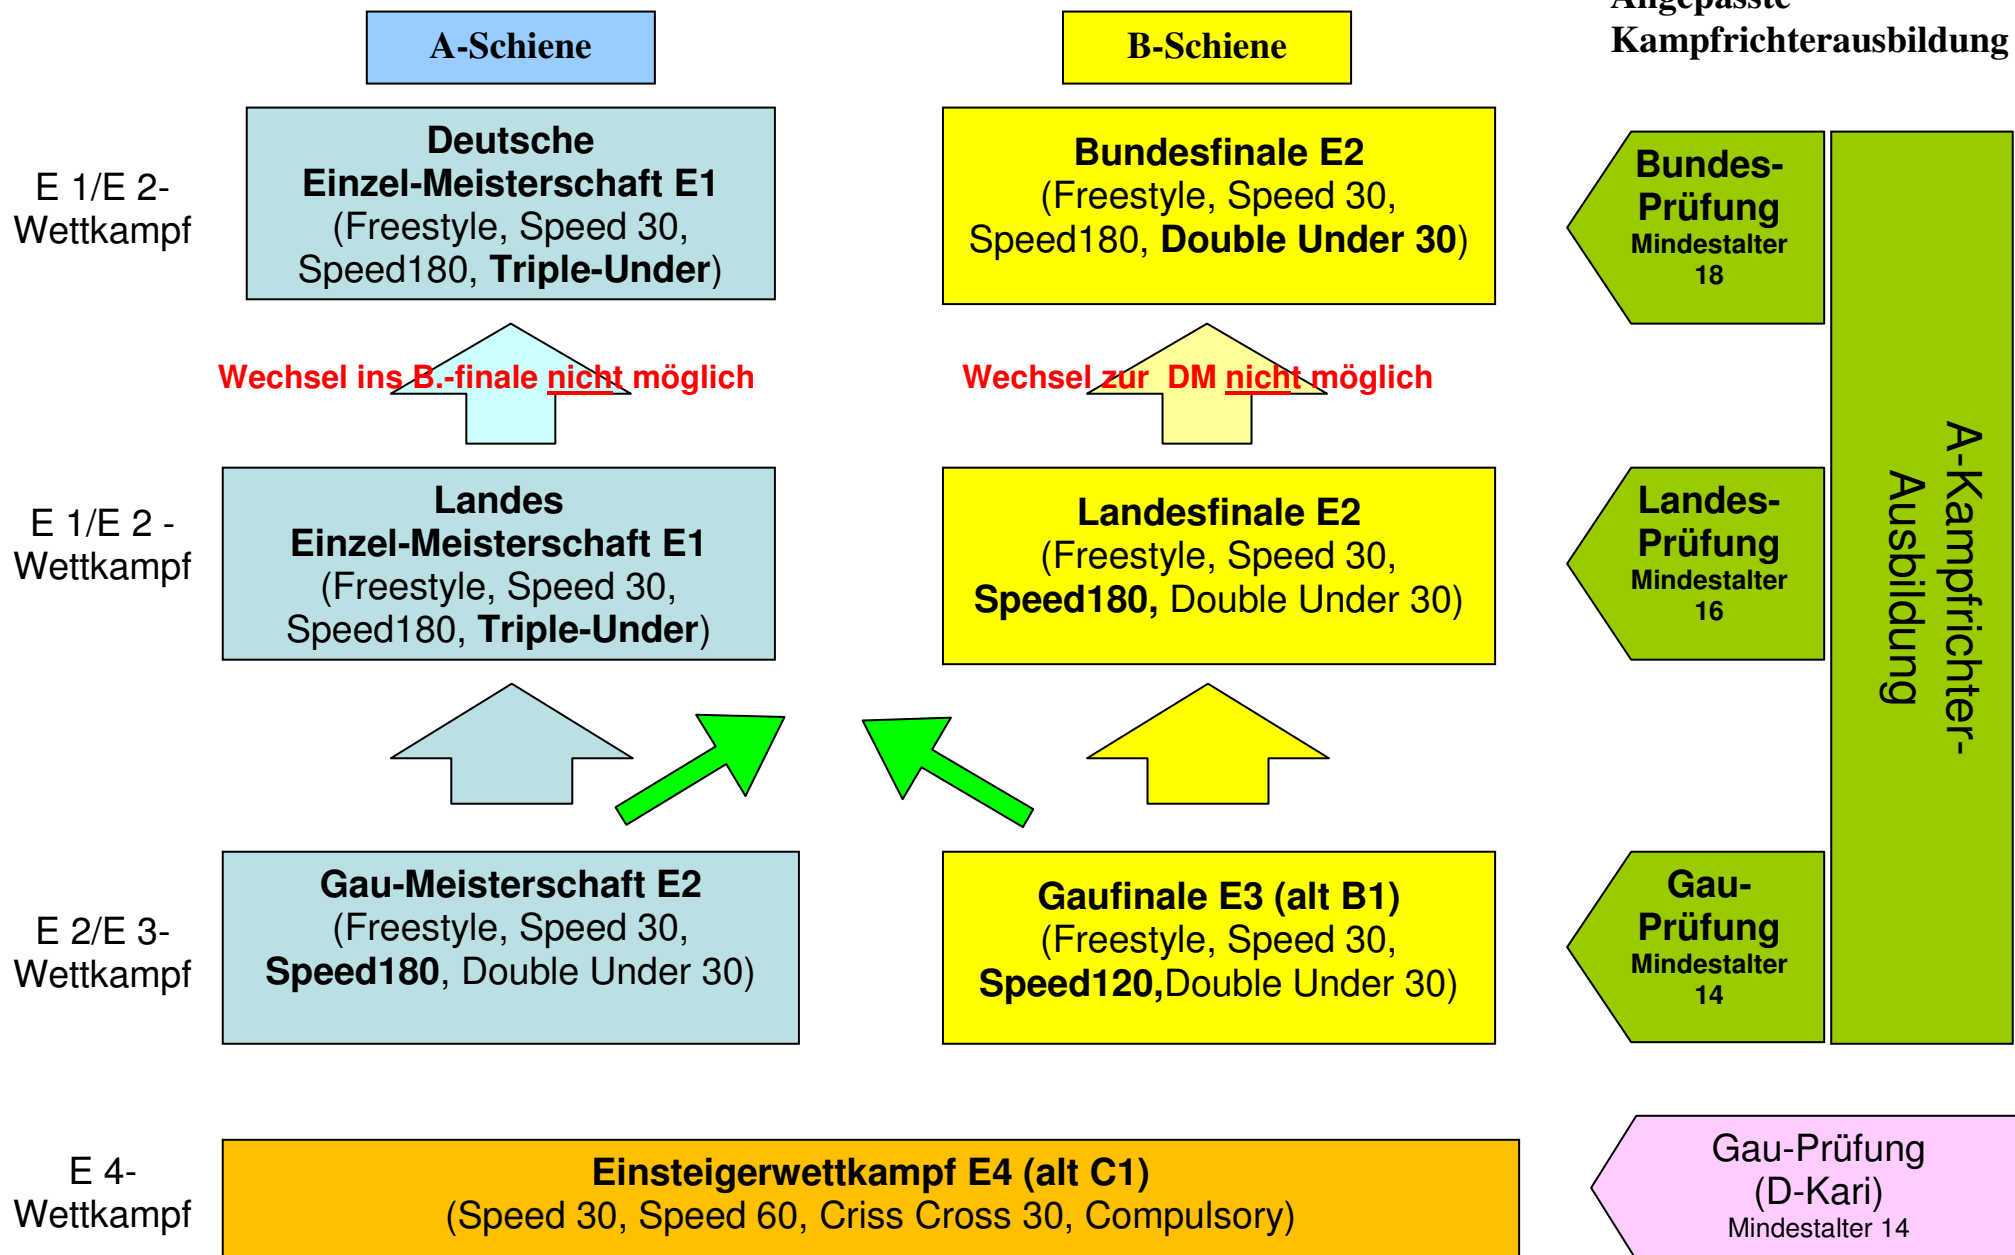 Angepasste
Kampfrichterausbildung
A-Schiene
B-Schiene
E 1/E 2-
Wettkampf
Deutsche
Einzel-Meisterschaft E1
(Freestyle, Speed 30,
Speed180, Triple-Under)
Bundesfinale E2
(Freestyle, Speed 30,
Speed180, Double Under 30)
Bundes-
Prüfung
Mindestalter
18
Wechsel ins B.-finale nicht möglich
Wechsel zur DM nicht möglich
E 1/E 2 -
Wettkampf
Landes
Einzel-Meisterschaft E1
(Freestyle, Speed 30,
Speed180, Triple-Under)
Landesfinale E2
(Freestyle, Speed 30,
Speed180, Double Under 30)
Landes-
Prüfung
Mindestalter
16
A-Kampfrichter-
Ausbildung
E 2/E 3-
Wettkampf
Gau-Meisterschaft E2
(Freestyle, Speed 30,
Speed180, Double Under 30)
Gaufinale E3 (alt B1)
(Freestyle, Speed 30,
Speed120,Double Under 30)
Gau-
Prüfung
Mindestalter
14
E 4-
Wettkampf
Einsteigerwettkampf E4 (alt C1)
(Speed 30, Speed 60, Criss Cross 30, Compulsory)
Gau-Prüfung
(D-Kari)
Mindestalter 14